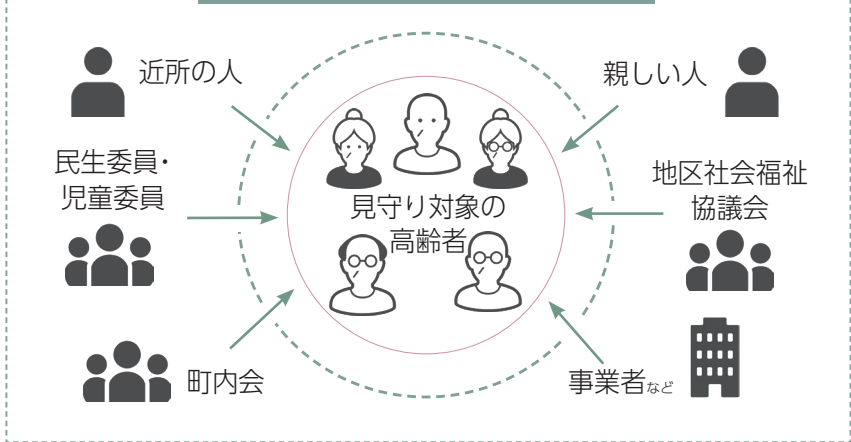 近所の人
親しい人
民生委員・
児童委員
地区社会福祉
協議会
見守り対象の
高齢者
町内会
事業者など